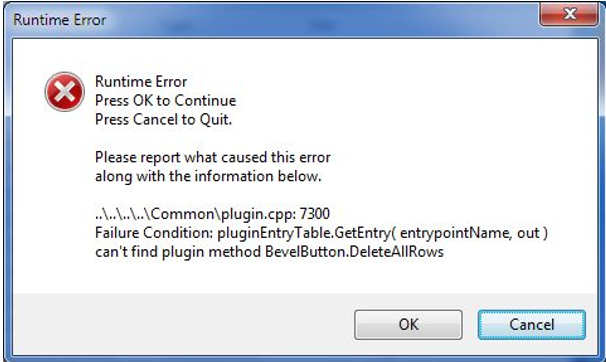 Runtime Error
Runtime Error
Press OK to Continue
Press Cancel to Quit.
Please report what caused this error
along with the information below.
..\..\..\..\Common\plugin.cpp: 7300
Failure Condition: pluginEntryTable.GetEntry( entrypointName, out )
can't find plugin method BevelButton.DeleteAllRows
OK
Cancel